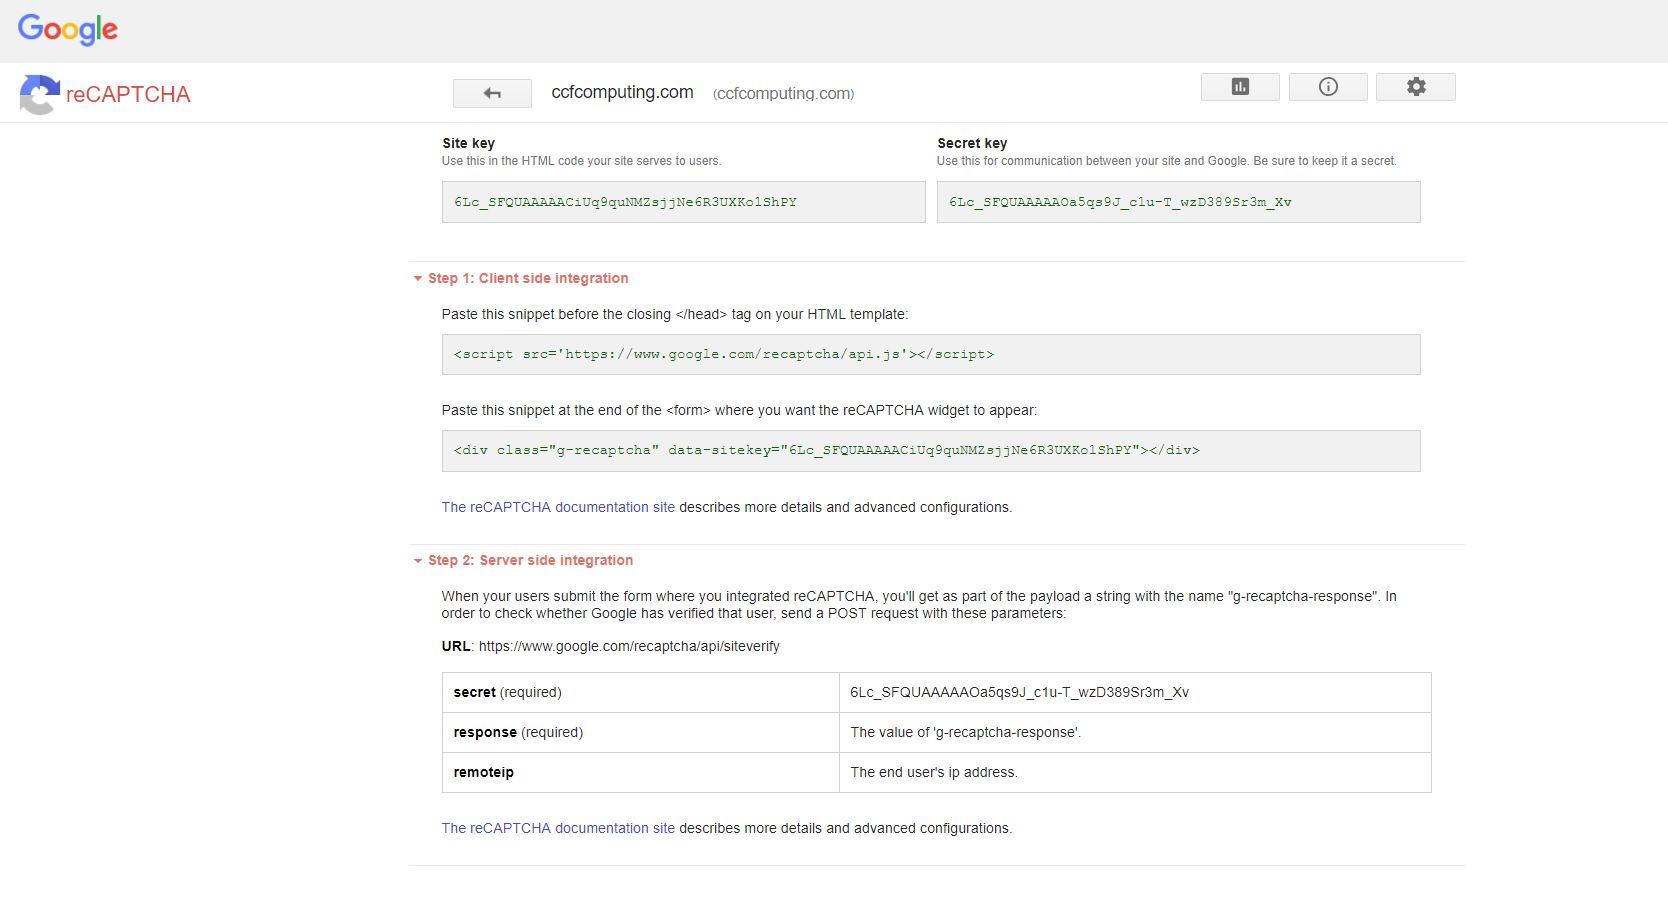 Google
reCAPTCHA
ccfcomputing.com (ccfcomputing.com)
Site key
Use this in the HTML code your site serves to users.
6Lc_SFQUAAAAACiUq9quNMZsjjNe6R3UXKo1ShPY
Secret key
Use this for communication between your site and Google. Be sure to keep it a secret.
6Lc_SFQUAAAAAOa5qs9J_c1u-T_wzD389Sr3m_Xv
Step 1: Client side integration
Paste this snippet before the closing </head> tag on your HTML template:
<script src='https://www.google.com/recaptcha/api.js'></script>
Paste this snippet at the end of the <form> where you want the reCAPTCHA widget to appear:
<div class="g-recaptcha" data-sitekey="6Lc_SFQUAAAAACiUq9quNMZsjjNe6R3UXKo1ShPY"></div>
The reCAPTCHA documentation site describes more details and advanced configurations.
Step 2: Server side integration
When your users submit the form where you integrated reCAPTCHA, you'll get as part of the payload a string with the name "g-recaptcha-response". In
order to check whether Google has verified that user, send a POST request with these parameters:
URL: https://www.google.com/recaptcha/api/siteverify
secret (required) 6Lc_SFQUAAAAAOa5qs9J_c1u-T_wzD389Sr3m_Xv
response (required) The value of 'g-recaptcha-response'.
remoteip The end user's ip address.
The reCAPTCHA documentation site describes more details and advanced configurations.